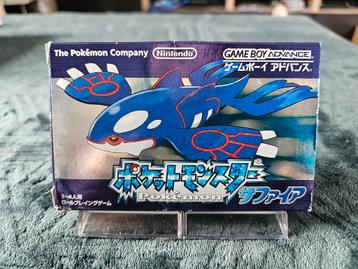 The Pokémon Company
Nintendo
GAME BOY ADVANCE
ゲームボーイ アドバンス
ポケットモンスター
Pokémon
サファイア
1~4人用
ロールプレイングゲーム